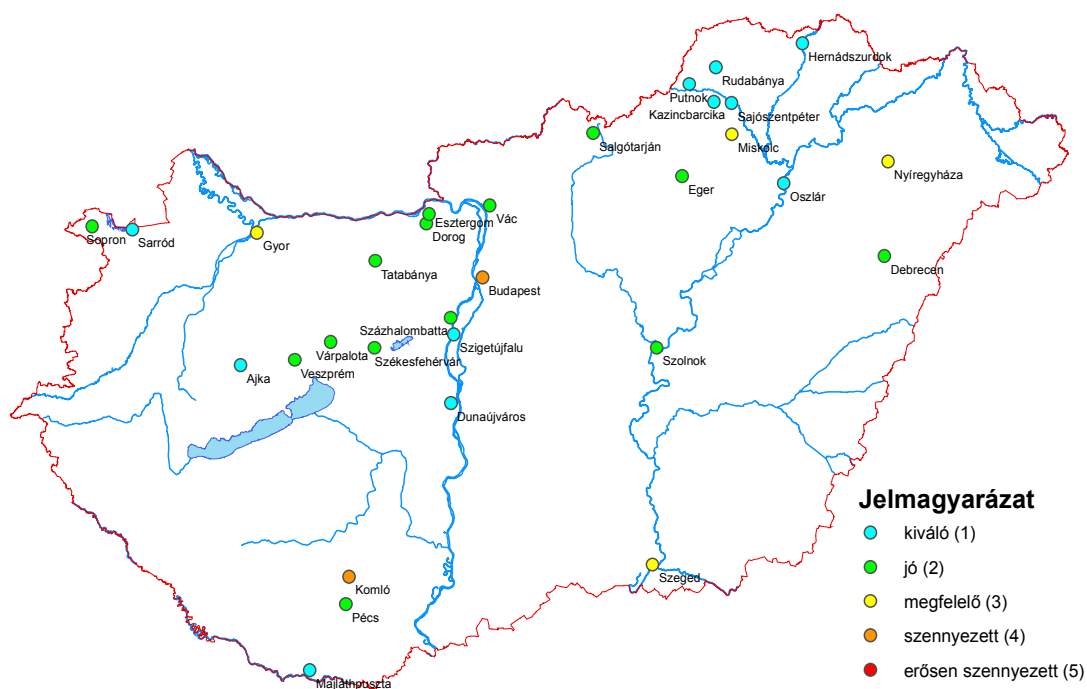 Hernádszurdok
Rudabánya
Putnok
Kazincbarcika
Sajószentpéter
Salgótarján
Miskolc
Nyíregyháza
Eger
Oszlár
Vác
Esztergom
Dorog
Sopron
Sarród
Gyor
Debrecen
Tatabánya
Budapest
Százhalombatta
Szigetújfalu
Várpalota
Székesfehérvár
Szolnok
Veszprém
Ajka
Dunaújváros
Jelmagyarázat
kiváló (1)
jó (2)
megfelelő (3)
szennyezett (4)
erősen szennyezett (5)
Szeged
Komló
Pécs
Majláthpuszta